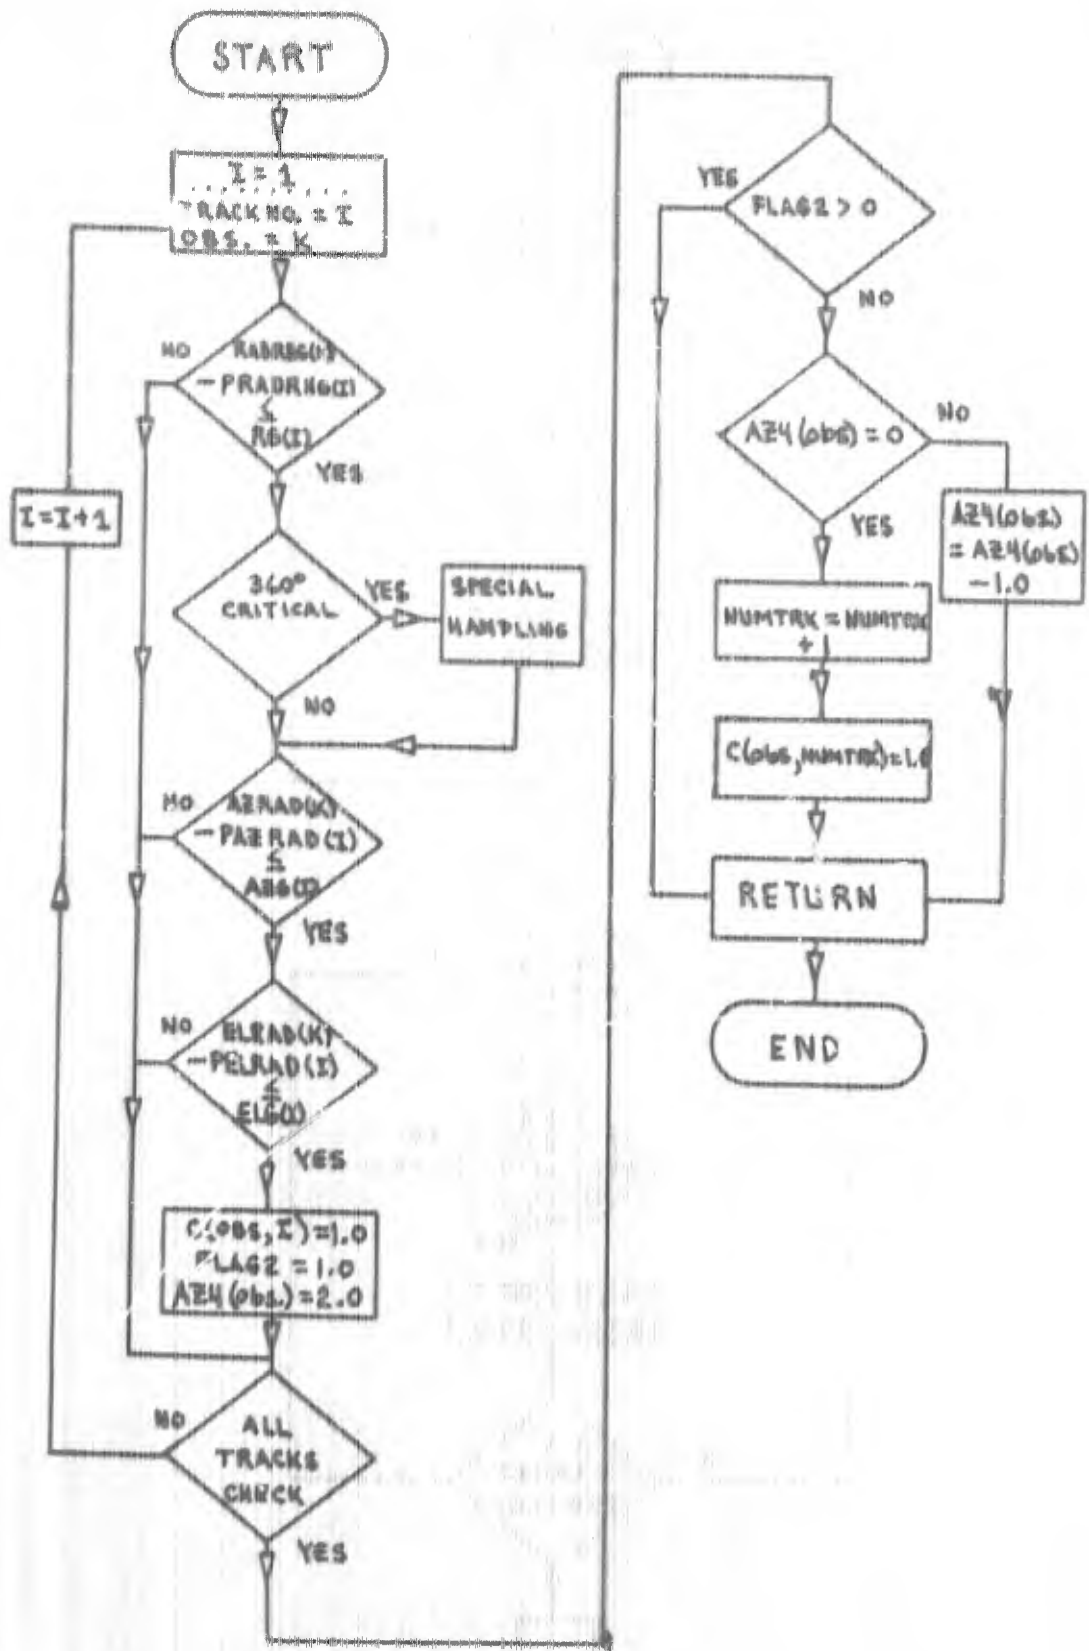 START
I = 1
TRACK NO. = I
OBS. = K
NO
- PRADRNG(I)
≤
RG(I)
YES
I=I+1
360°
CRITICAL
YES
SPECIAL
HANDLING
NO
NO
AZRAD(K)
- PAZRAD(I)
≤
AZG(I)
YES
NO
ELRAD(K)
- PELRAD(I)
≤
ELG(I)
YES
C(OBS,I)=1.0
FLAG2 = 1.0
AZ4(obs.)=2.0
NO
ALL
TRACKS
CHECK
YES
YES
FLAG2 > 0
NO
AZ4(obs) = 0
NO
YES
AZ4(obs.)
= AZ4(obs)
-1.0
NUMTRK = NUMTRK
+ 1
C(obs,NUMTRK)=1.0
RETURN
END